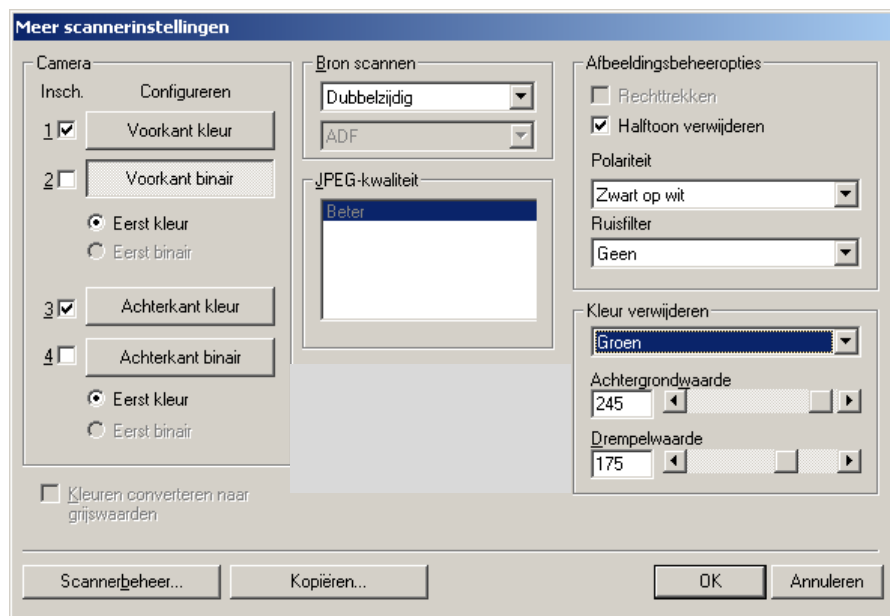 Meer scannerinstellingen
Camera
Insch. Configureren
1 Voorkant kleur
2 Voorkant binair
Eerst kleur
Eerst binair
3 Achterkant kleur
4 Achterkant binair
Eerst kleur
Eerst binair
Kleuren converteren naar
grijswaarden
Bron scannen
Dubbelzijdig
ADF
JPEG-kwaliteit
Beter
Afbeeldingsbeheeropties
Rechttrekken
Halftoon verwijderen
Polariteit
Zwart op wit
Ruisfilter
Geen
Kleur verwijderen
Groen
Achtergrondwaarde
245
Drempelwaarde
175
Scannerbeheer...
Kopiëren...
OK
Annuleren